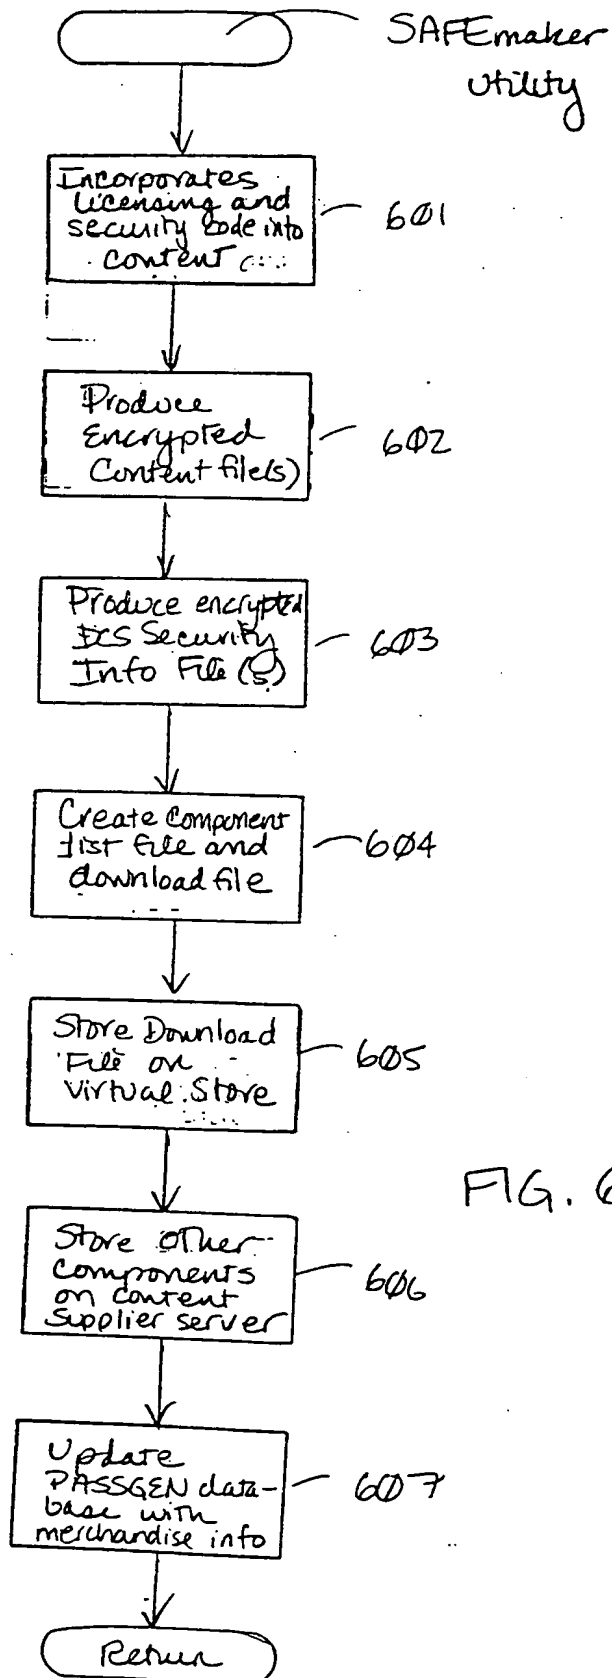 SAFEmaker
utility
Incorporates
licensing and
security code into
content
601
Produce
Encrypted
Content file(s)
602
Produce encrypted
DCS Security
Info File(s)
603
Create component
list file and
download file
604
Store Download
File on
Virtual Store
605
FIG. 6
Store other
components
on content
supplier server
606
Update
PASSGEN data-
base with
merchandise info
607
Return